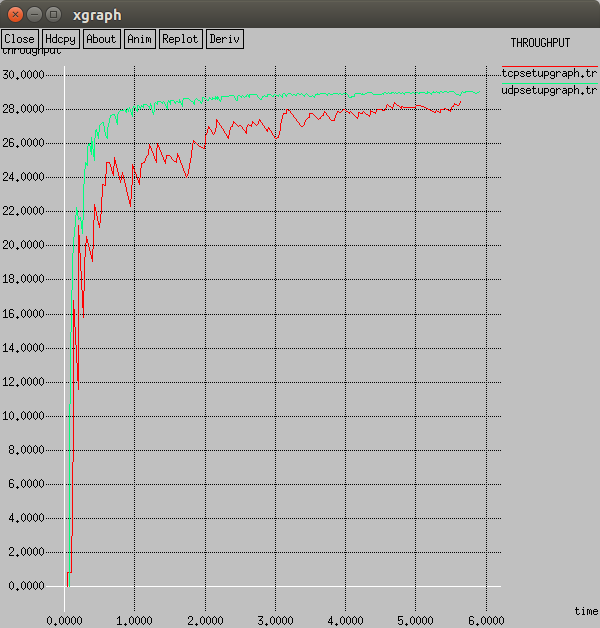 xgraph
Close Hdcpy About Anim Replot Deriv
throughput
THROUGHPUT
tcpsetupgraph.tr
udpsetupgraph.tr
30.0000
28.0000
26.0000
24.0000
22.0000
20.0000
18.0000
16.0000
14.0000
12.0000
10.0000
8.0000
6.0000
4.0000
2.0000
0.0000
time
0.0000 1.0000 2.0000 3.0000 4.0000 5.0000 6.0000